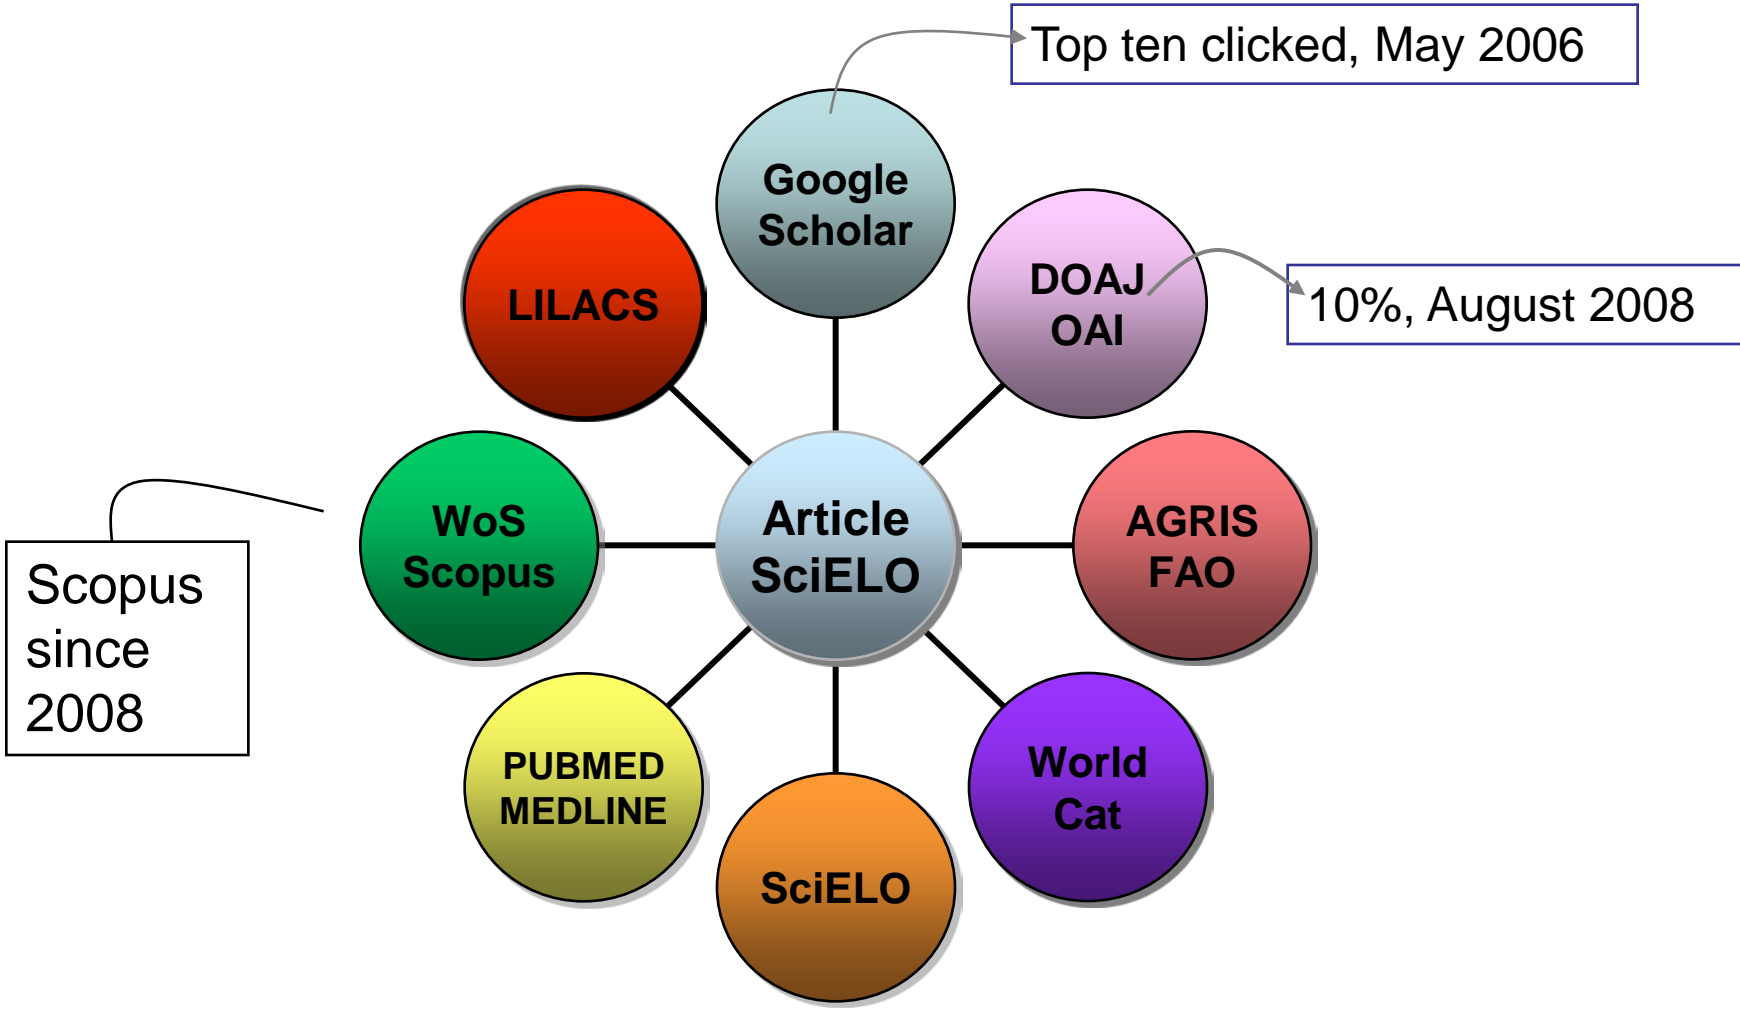 Top ten clicked, May 2006
Google
Scholar
LILACS
DOAJ
OAI
10%, August 2008
WoS
Scopus
Article
SciELO
AGRIS
FAO
Scopus
since
2008
PUBMED
MEDLINE
World
Cat
SciELO